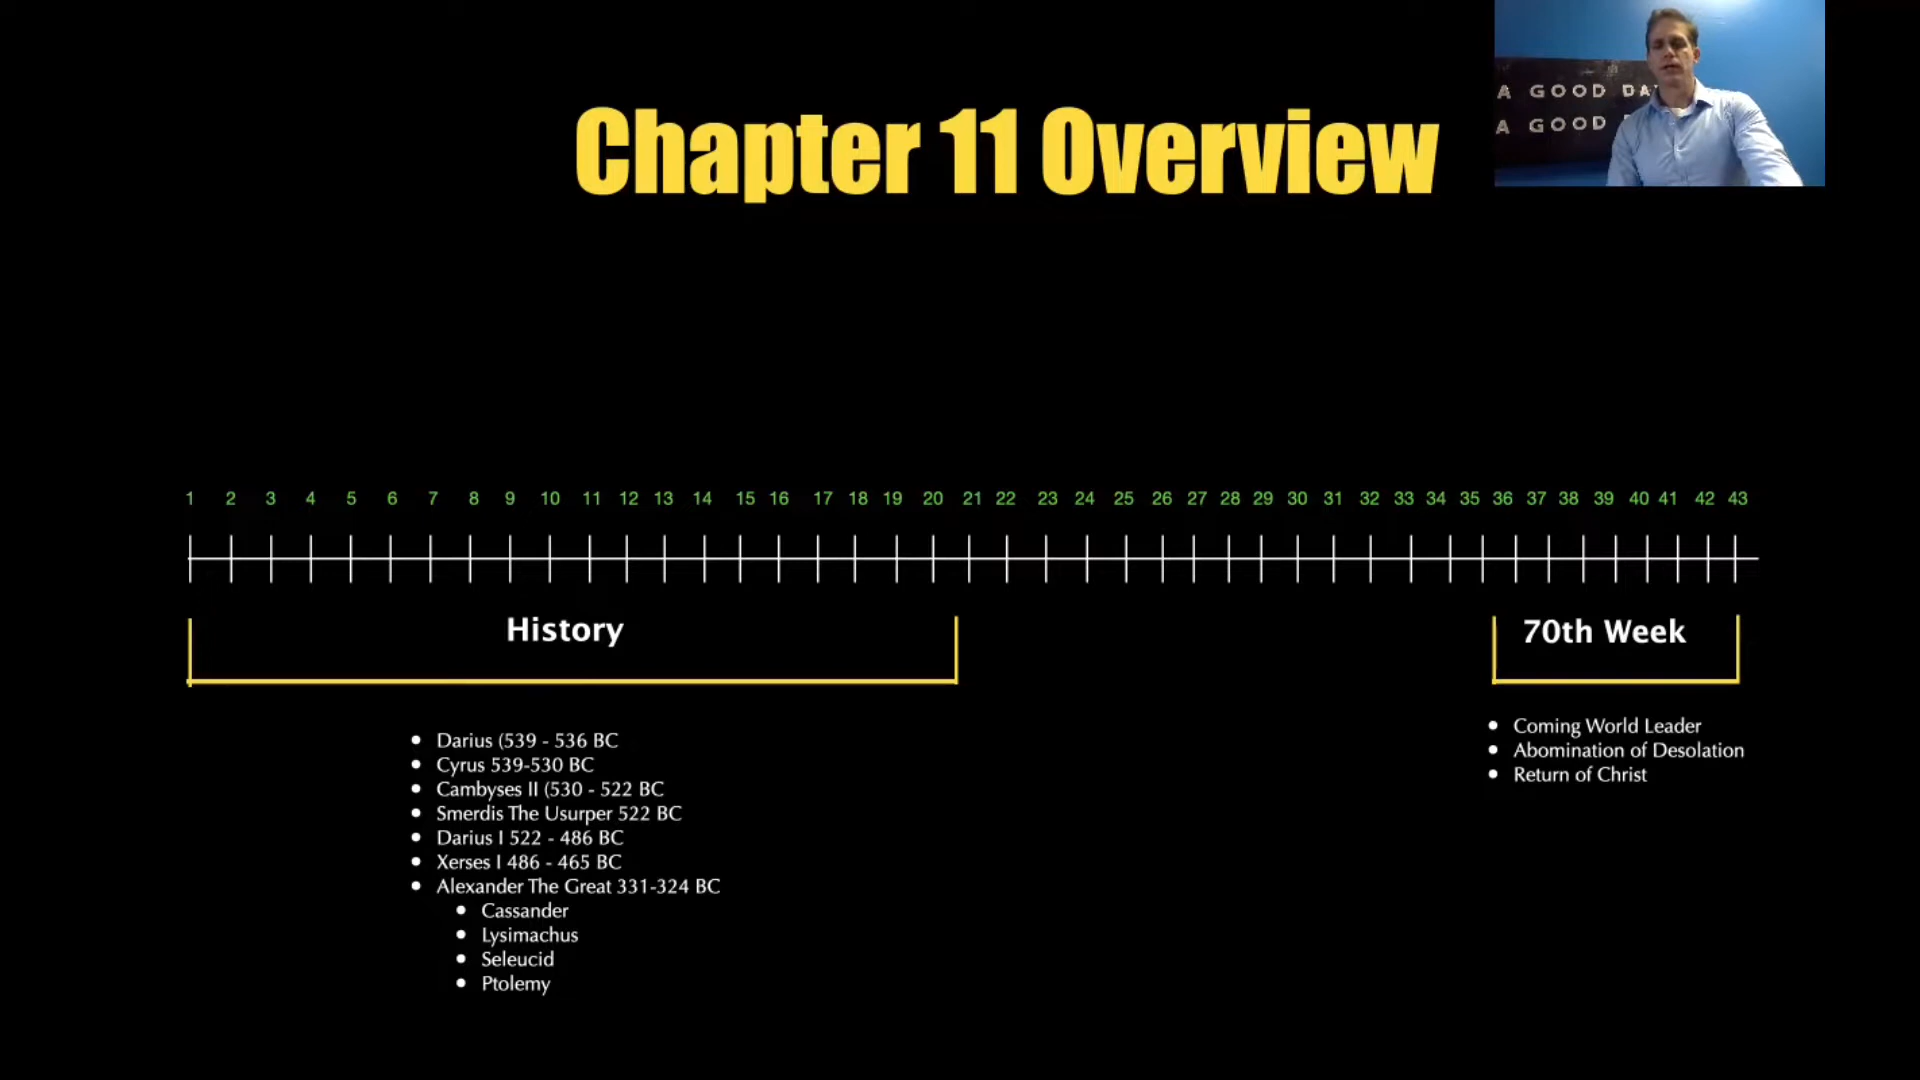 Chapter 11 Overview
A GOOD DA
A GOOD
1 2 3 4 5 6 7 8 9 10 11 12 13 14 15 16 17 18 19 20 21 22 23 24 25 26 27 28 29 30 31 32 33 34 35 36 37 38 39 40 41 42 43
History
70th Week
• Darius (539 - 536 BC
• Cyrus 539-530 BC
• Cambyses II (530 - 522 BC
• Smerdis The Usurper 522 BC
• Darius I 522 - 486 BC
• Xerses I 486 - 465 BC
• Alexander The Great 331-324 BC
• Cassander
• Lysimachus
• Seleucid
• Ptolemy
• Coming World Leader
• Abomination of Desolation
• Return of Christ